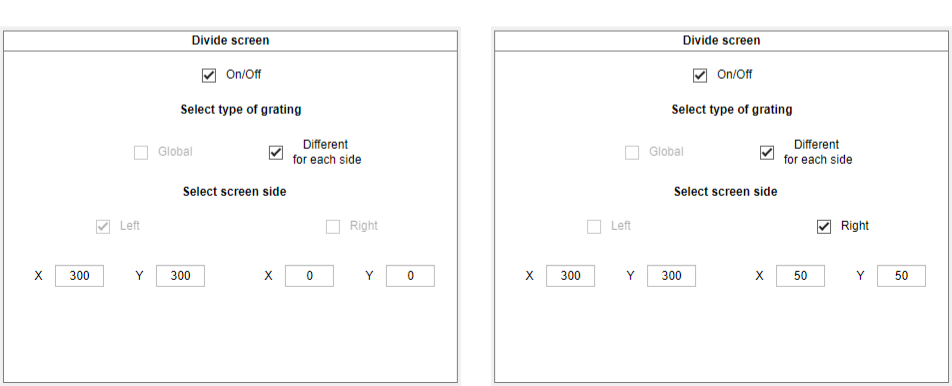 Divide screen
On/Off
Select type of grating
Global
Different
for each side
Select screen side
Left Right
X 300 Y 300 X 0 Y 0
Divide screen
On/Off
Select type of grating
Global
Different
for each side
Select screen side
Left Right
X 300 Y 300 X 50 Y 50